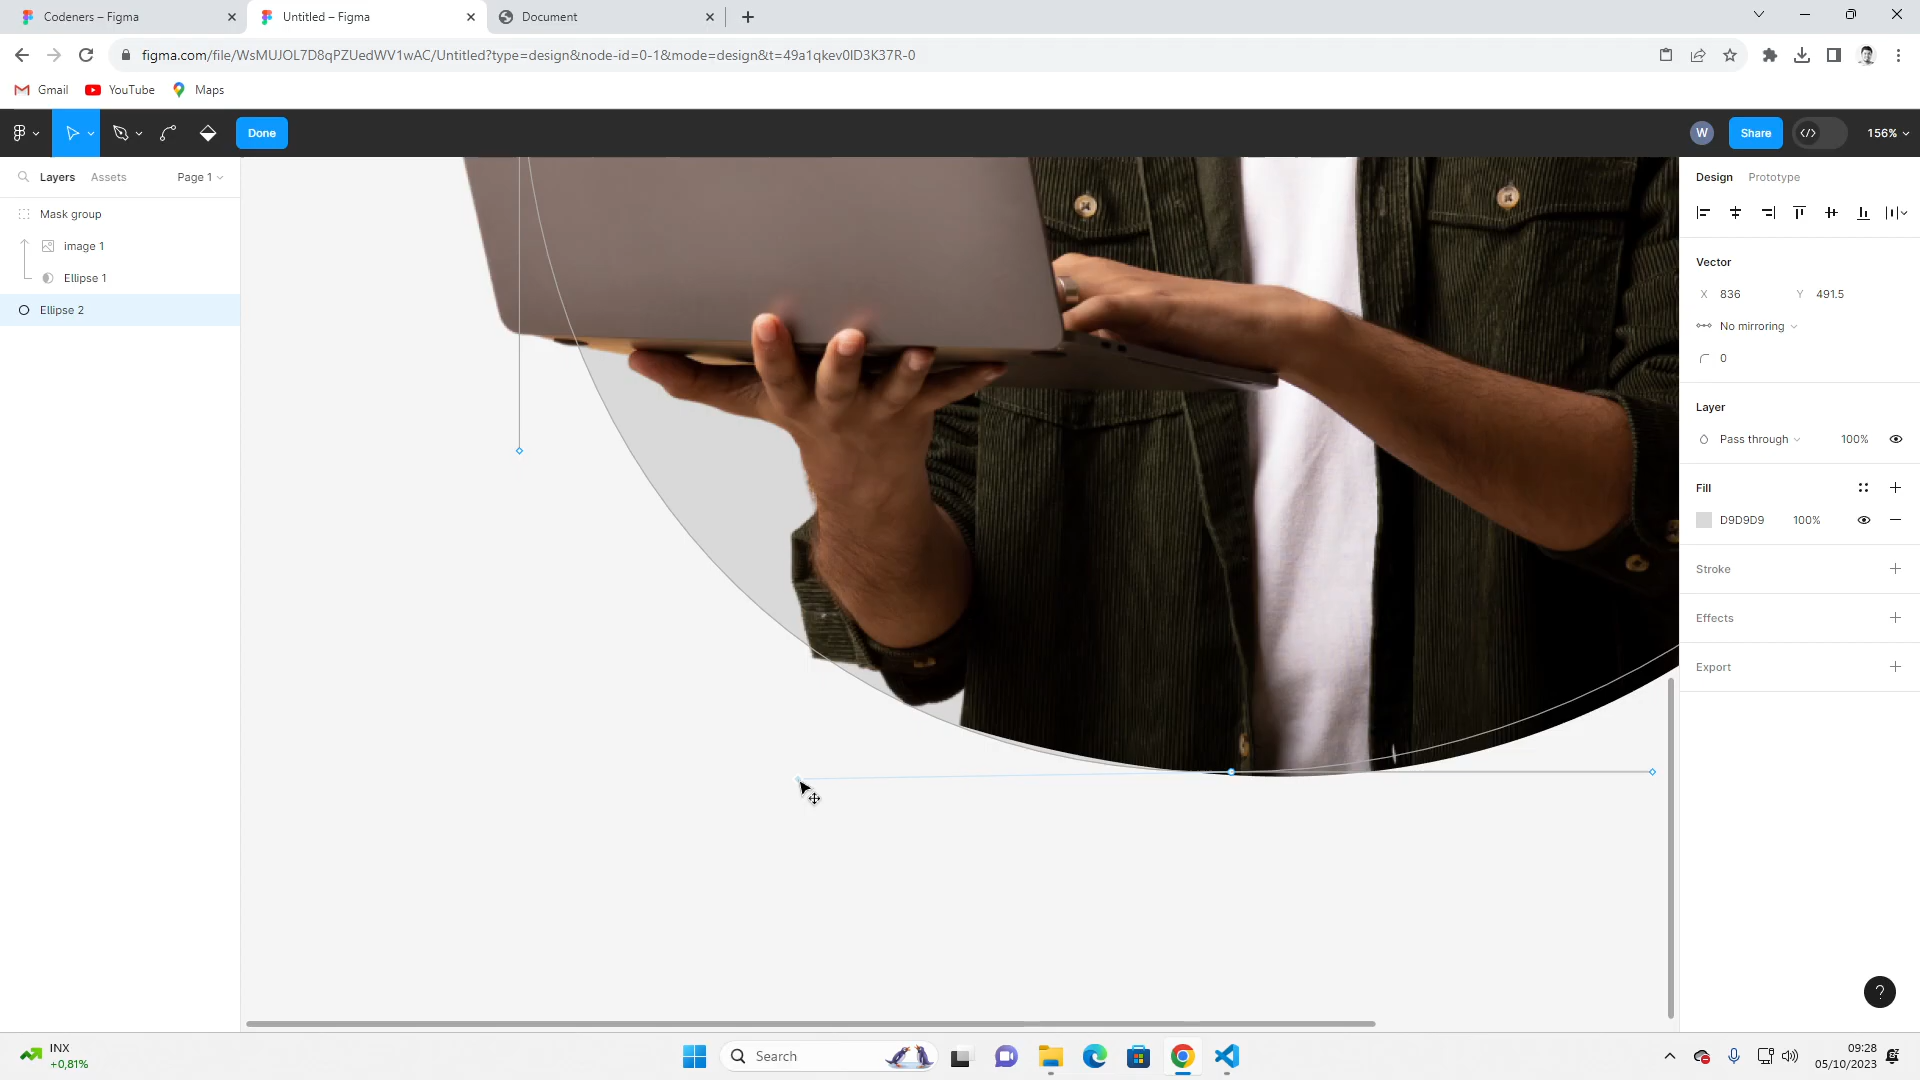 Codeners – Figma
Untitled – Figma
Document
figma.com/file/WsMUJOL7D8qPZUedWV1wAC/Untitled?type=design&node-id=0-1&mode=design&t=49a1qkev0ID3K37R-0
Gmail
YouTube
Maps
Done
W
Share
156%
Layers
Assets
Page 1
Mask group
image 1
Ellipse 1
Ellipse 2
Design
Prototype
Vector
X 836
Y 491.5
No mirroring
0
Layer
Pass through
100%
Fill
D9D9D9
100%
Stroke
Effects
Export
?
INX
+0,81%
Search
09:28
05/10/2023